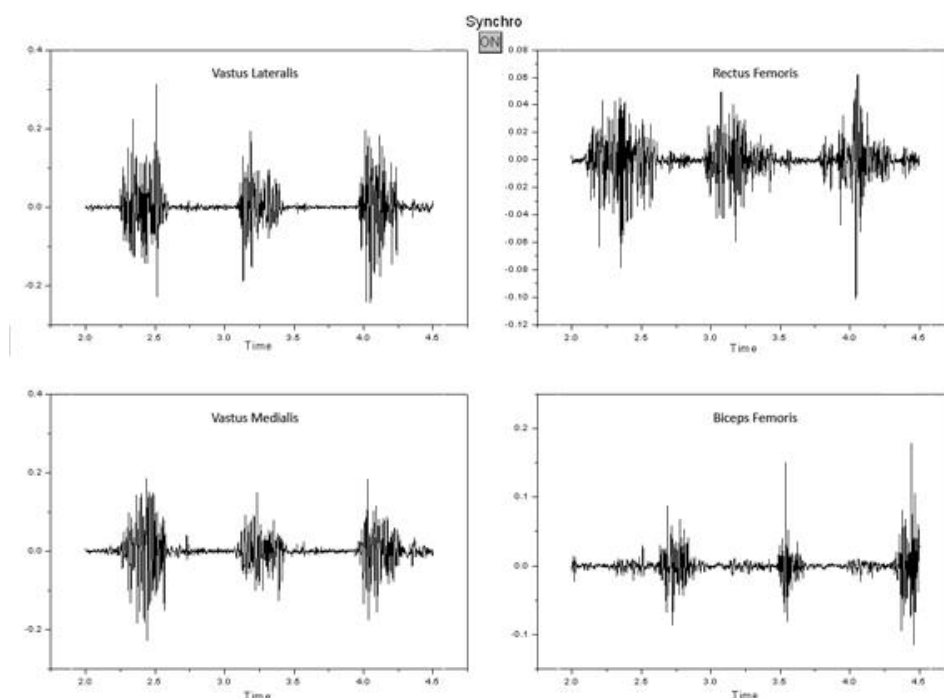 Synchro
ON
Vastus Lateralis
0.4
0.2
0.0
-0.2
2.0 2.5 3.0 3.5 4.0 4.5
Time
Rectus Femoris
0.08
0.06
0.04
0.02
0.00
-0.02
-0.04
-0.06
-0.08
-0.10
-0.12
2.0 2.5 3.0 3.5 4.0 4.5
Time
Vastus Medialis
0.4
0.2
0.0
-0.2
2.0 2.5 3.0 3.5 4.0 4.5
Time
Biceps Femoris
0.2
0.1
0.0
-0.1
2.0 2.5 3.0 3.5 4.0 4.5
Time